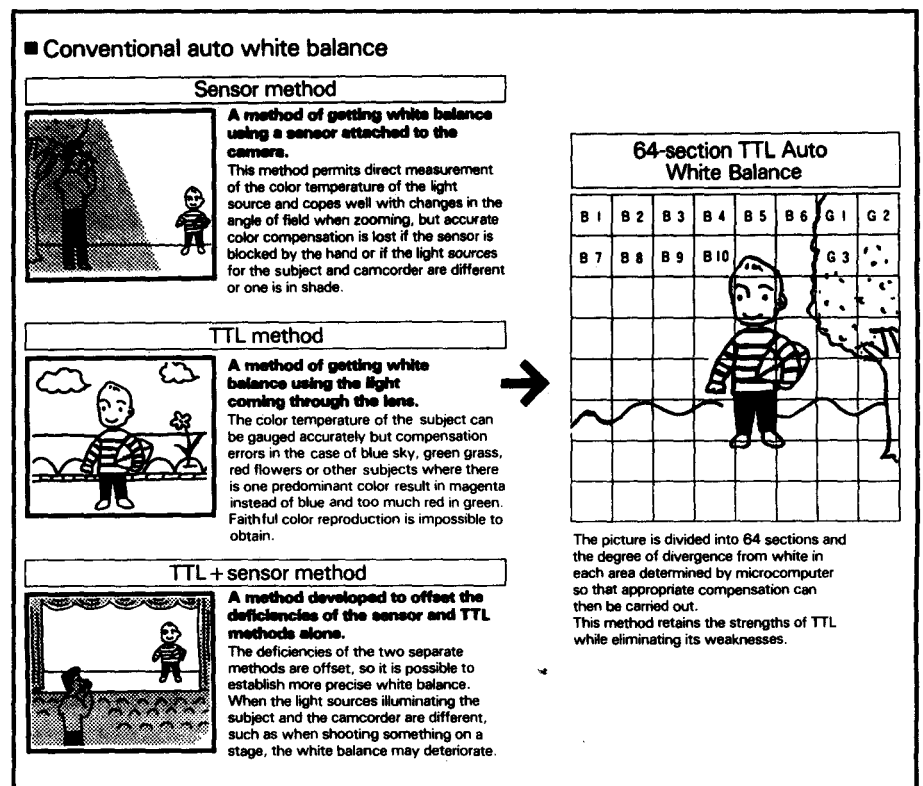 ■ Conventional auto white balance
Sensor method
A method of getting white balance
using a sensor attached to the
camera.
This method permits direct measurement
of the color temperature of the light
source and copes well with changes in the
angle of field when zooming, but accurate
color compensation is lost if the sensor is
blocked by the hand or if the light sources
for the subject and camcorder are different
or one is in shade.
TTL method
A method of getting white
balance using the light
coming through the lens.
The color temperature of the subject can
be gauged accurately but compensation
errors in the case of blue sky, green grass,
red flowers or other subjects where there
is one predominant color result in magenta
instead of blue and too much red in green.
Faithful color reproduction is impossible to
obtain.
TTL + sensor method
A method developed to offset the
deficiencies of the sensor and TTL
methods alone.
The deficiencies of the two separate
methods are offset, so it is possible to
establish more precise white balance.
When the light sources illuminating the
subject and the camcorder are different,
such as when shooting something on a
stage, the white balance may deteriorate.
64-section TTL Auto
White Balance
B 1 B 2 B 3 B 4 B 5 B 6 G 1 G 2
B 7 B 8 B 9 B 10 G 3
The picture is divided into 64 sections and
the degree of divergence from white in
each area determined by microcomputer
so that appropriate compensation can
then be carried out.
This method retains the strengths of TTL
while eliminating its weaknesses.